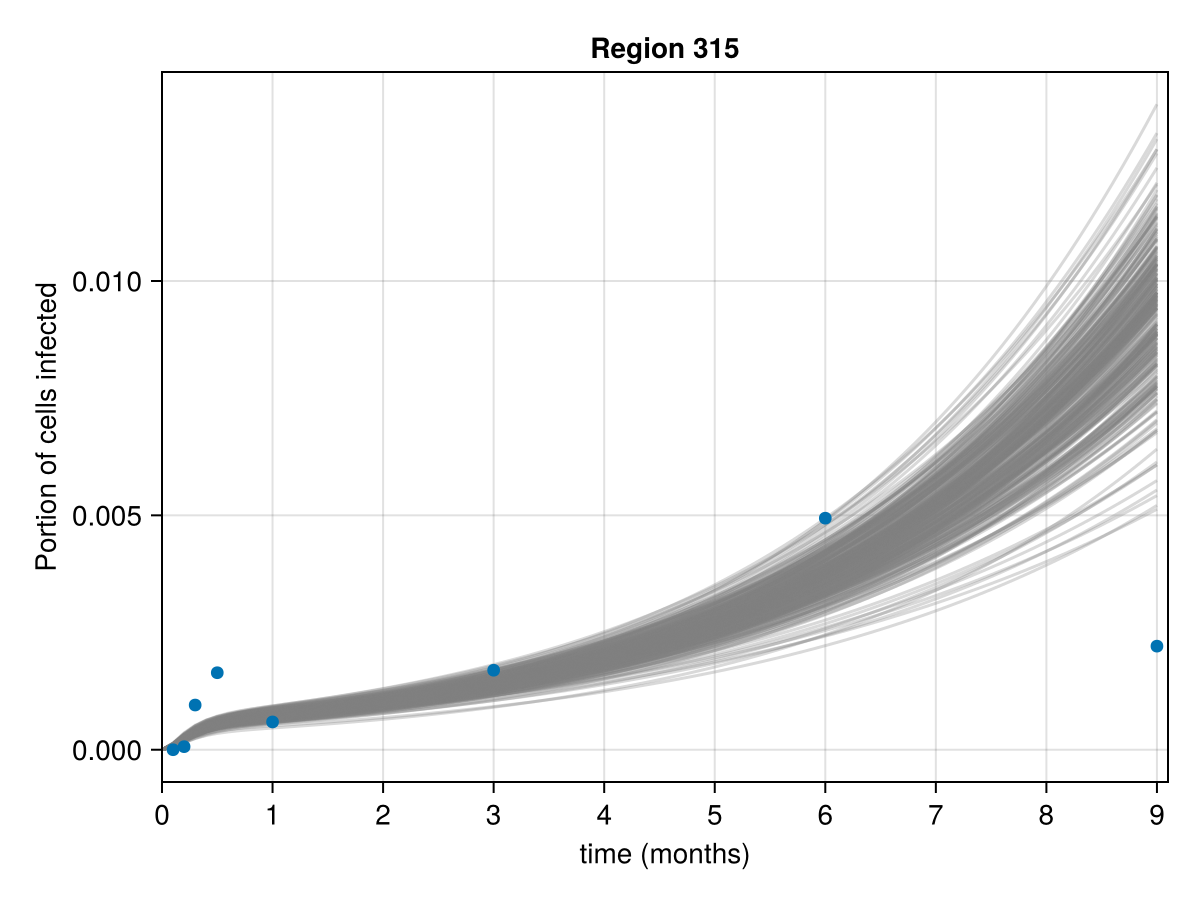 Region 315
Portion of cells infected
0.010
0.005
0.000
0 1 2 3 4 5 6 7 8 9
time (months)